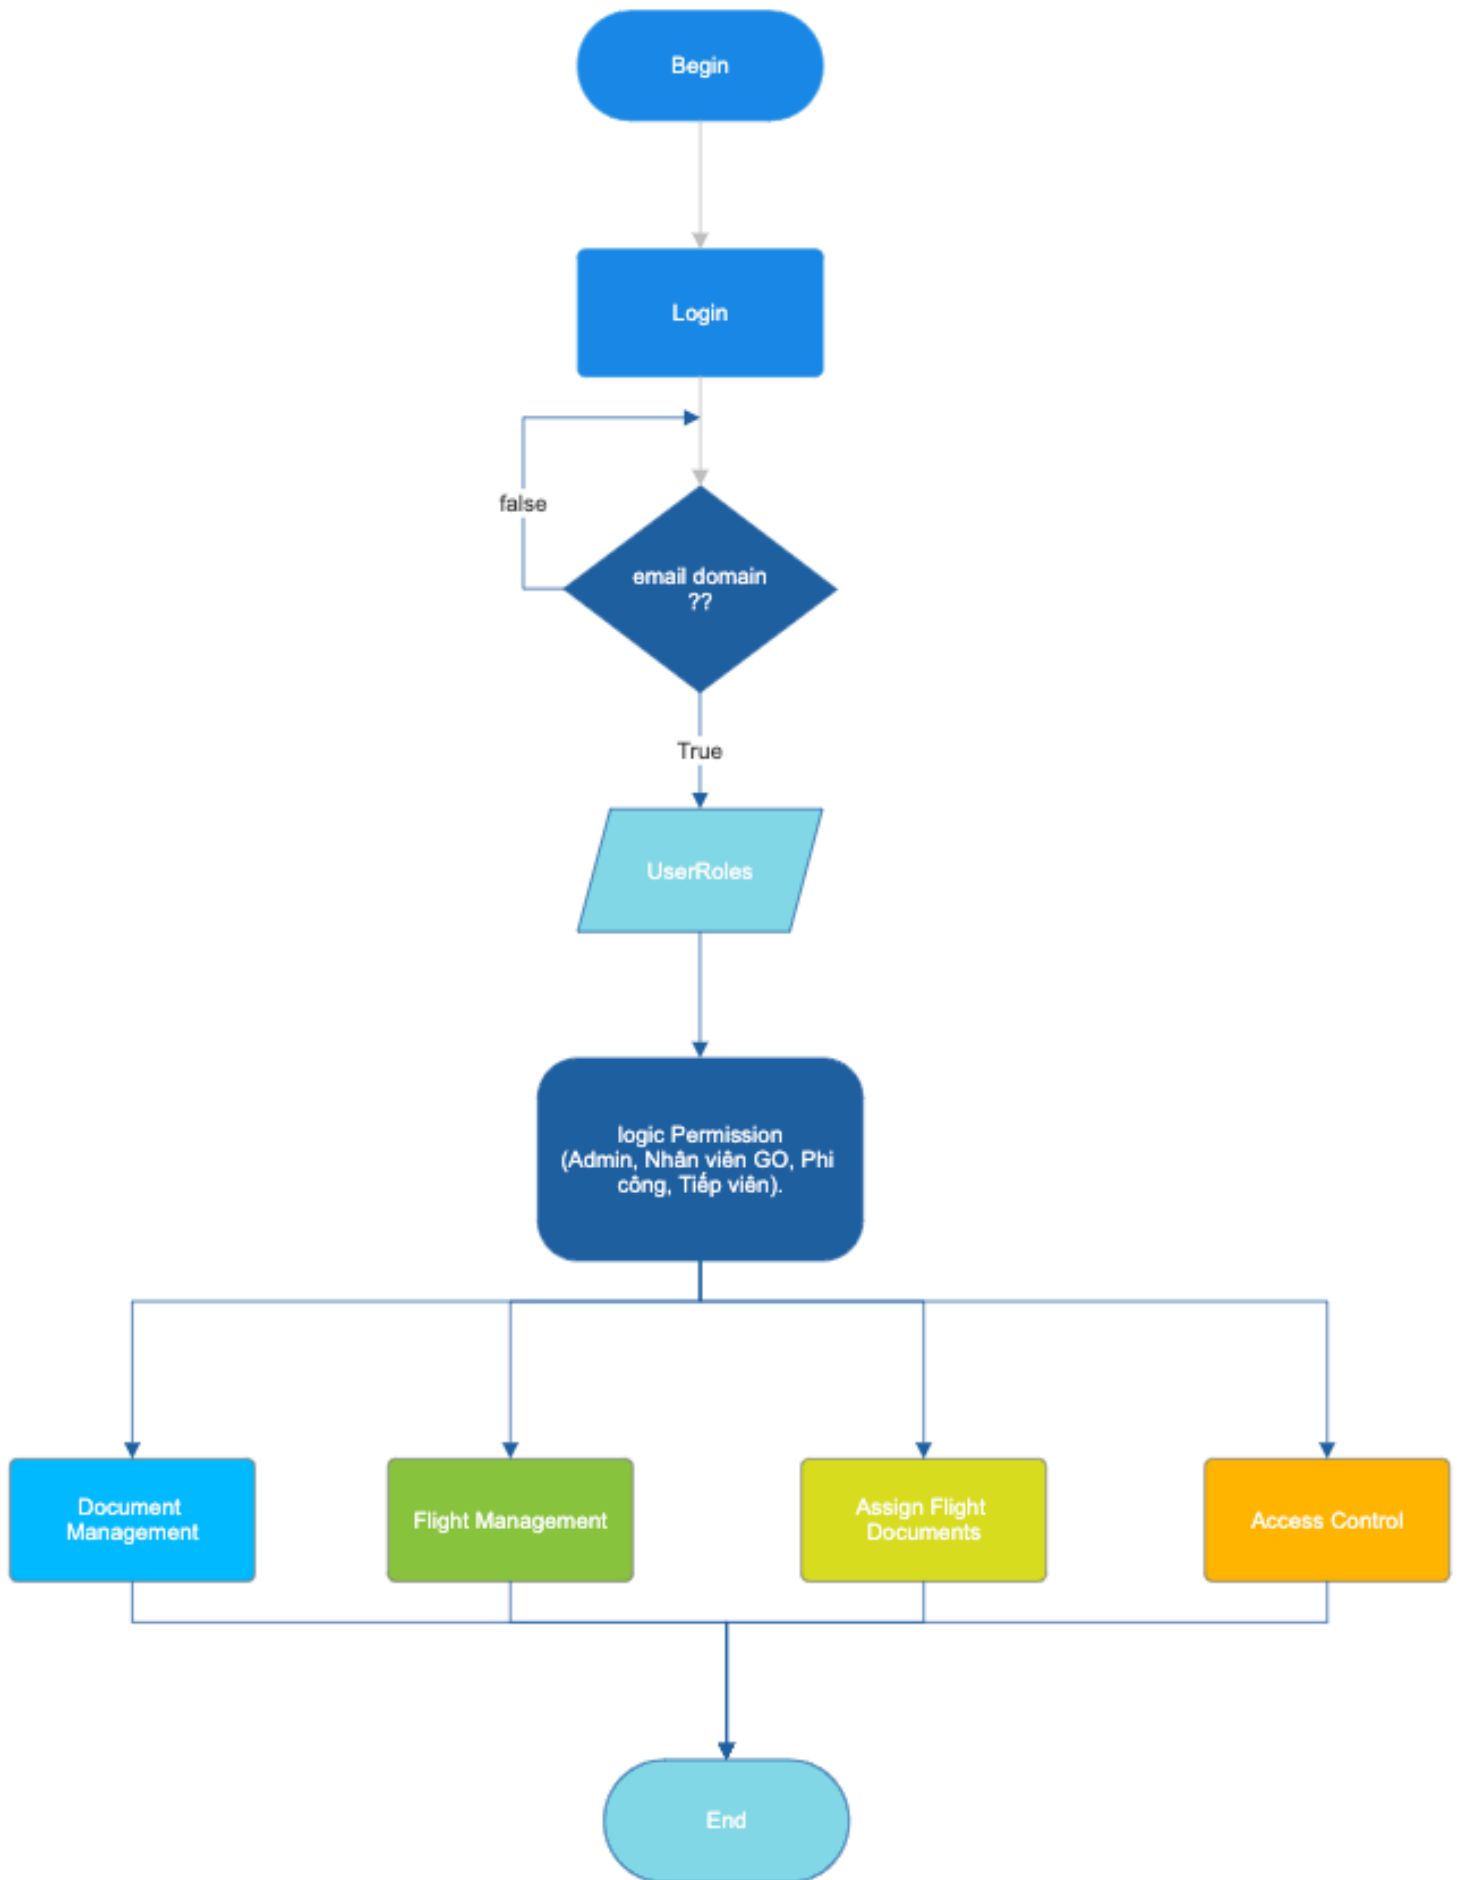 Begin
Login
false
email domain
??
True
UserRoles
logic Permission
(Admin, Nhân viên GO, Phi
công, Tiếp viên).
Document
Management
Flight Management
Assign Flight
Documents
Access Control
End